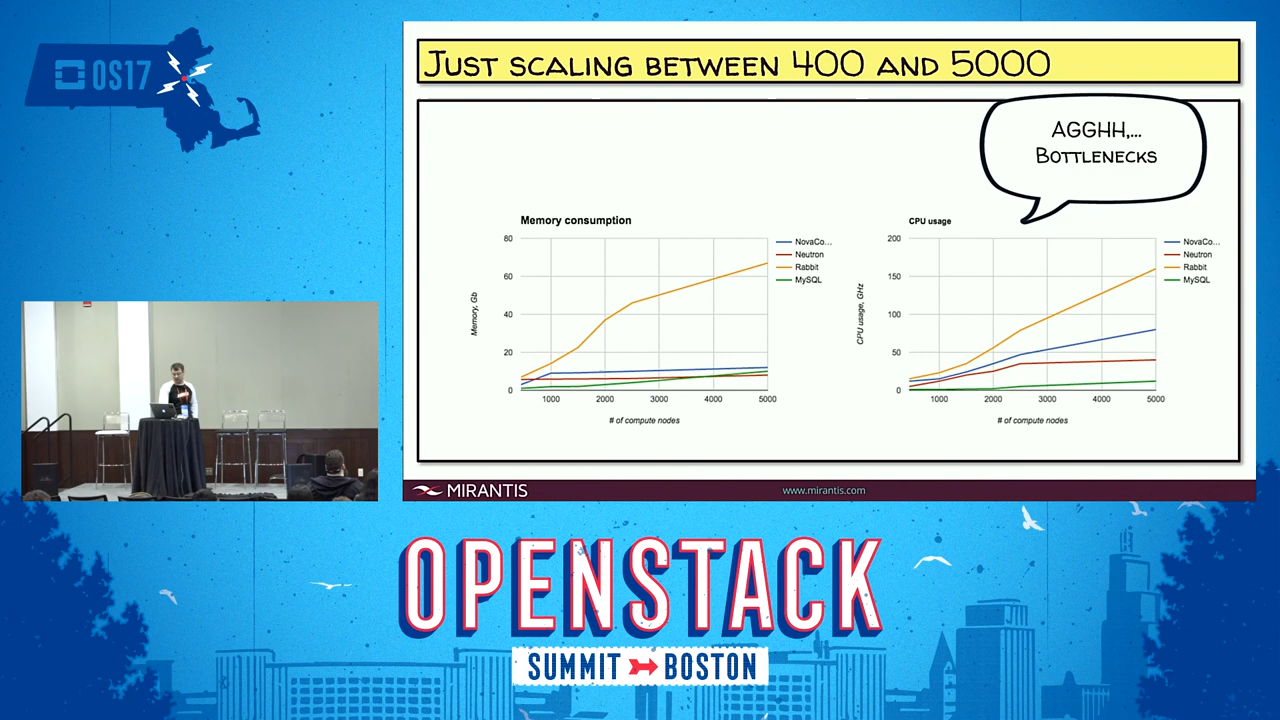 OS17
JUST SCALING BETWEEN 400 AND 5000
AGGHH,...
BOTTLENECKS
Memory consumption
80
60
40
20
0
Memory, Gb
1000 2000 3000 4000 5000
# of compute nodes
NovaCo...
Neutron
Rabbit
MySQL
CPU usage
200
150
100
50
0
CPU usage, GHz
1000 2000 3000 4000 5000
# of compute nodes
NovaCo...
Neutron
Rabbit
MySQL
MIRANTIS
www.mirantis.com
OPENSTACK
SUMMIT BOSTON